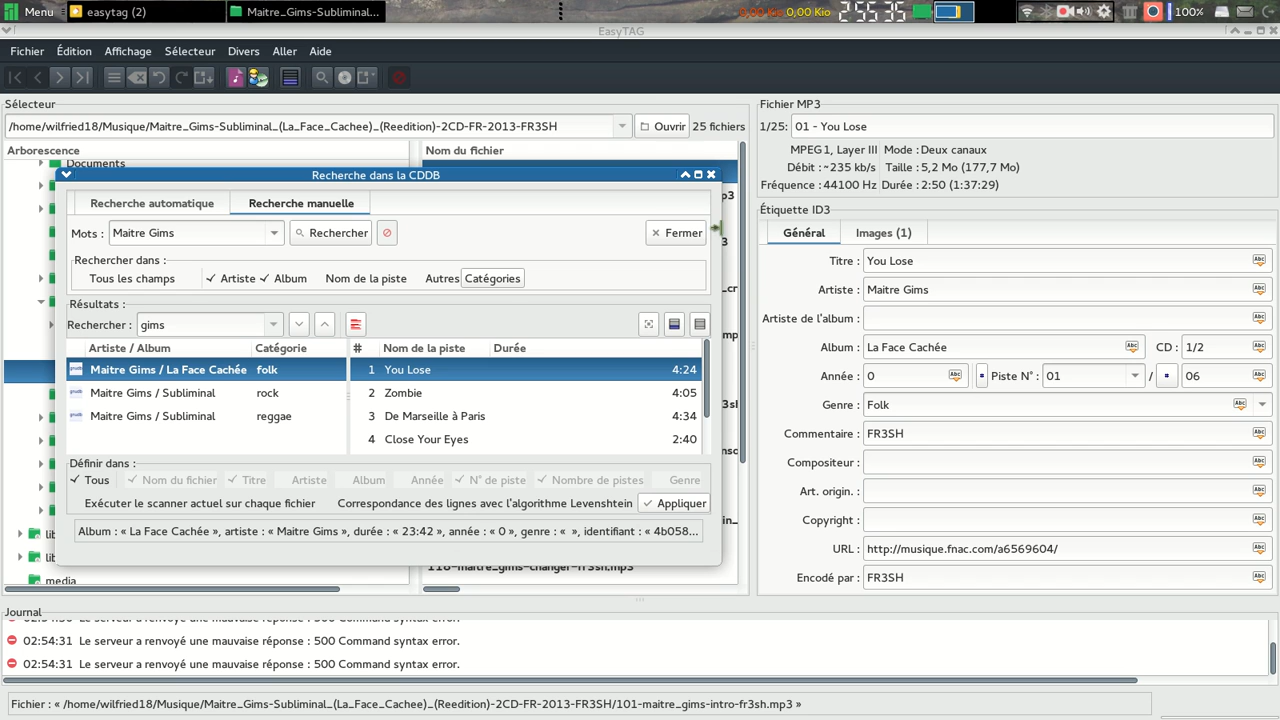 Menu
easytag (2)
Maitre_Gims-Subliminal...
0,00 Kio 0,00 Kio
2:55:35
100%
EasyTAG
Fichier Édition Affichage Sélecteur Divers Aller Aide
Sélecteur
/home/wilfried18/Musique/Maitre_Gims-Subliminal_(La_Face_Cachee)_(Reedition)-2CD-FR-2013-FR3SH
Ouvrir
25 fichiers
Arborescence
Nom du fichier
Documents
Recherche dans la CDDB
Recherche automatique
Recherche manuelle
Mots :
Maitre Gims
Rechercher
Fermer
Rechercher dans :
Tous les champs Artiste Album Nom de la piste Autres Catégories
Résultats :
Rechercher :
gims
Artiste / Album Catégorie
Maitre Gims / La Face Cachée folk
Maitre Gims / Subliminal rock
Maitre Gims / Subliminal reggae
# Nom de la piste Durée
1 You Lose 4:24
2 Zombie 4:05
3 De Marseille à Paris 4:34
4 Close Your Eyes 2:40
Définir dans :
Tous Nom du fichier Titre Artiste Album Année N° de piste Nombre de pistes Genre
Exécuter le scanner actuel sur chaque fichier Correspondance des lignes avec l'algorithme Levenshtein Appliquer
Album : « La Face Cachée », artiste : « Maitre Gims », durée : « 23:42 », année : « 0 », genre : « », identifiant : « 4b058...
media
118-maitre_gims-changer-fr3sh.mp3
Fichier MP3
1/25: 01 - You Lose
MPEG 1, Layer III Mode : Deux canaux
Débit : ~235 kb/s Taille : 5,2 Mo (177,7 Mo)
Fréquence : 44100 Hz Durée : 2:50 (1:37:29)
Étiquette ID3
Général
Images (1)
Titre : You Lose
Artiste : Maitre Gims
Artiste de l'album :
Album : La Face Cachée CD : 1/2
Année : 0 Piste N° : 01 / 06
Genre : Folk
Commentaire : FR3SH
Compositeur :
Art. origin. :
Copyright :
URL : http://musique.fnac.com/a6569604/
Encodé par : FR3SH
Journal
02:54:31 Le serveur a renvoyé une mauvaise réponse : 500 Command syntax error.
02:54:31 Le serveur a renvoyé une mauvaise réponse : 500 Command syntax error.
Fichier : « /home/wilfried18/Musique/Maitre_Gims-Subliminal_(La_Face_Cachee)_(Reedition)-2CD-FR-2013-FR3SH/101-maitre_gims-intro-fr3sh.mp3 »